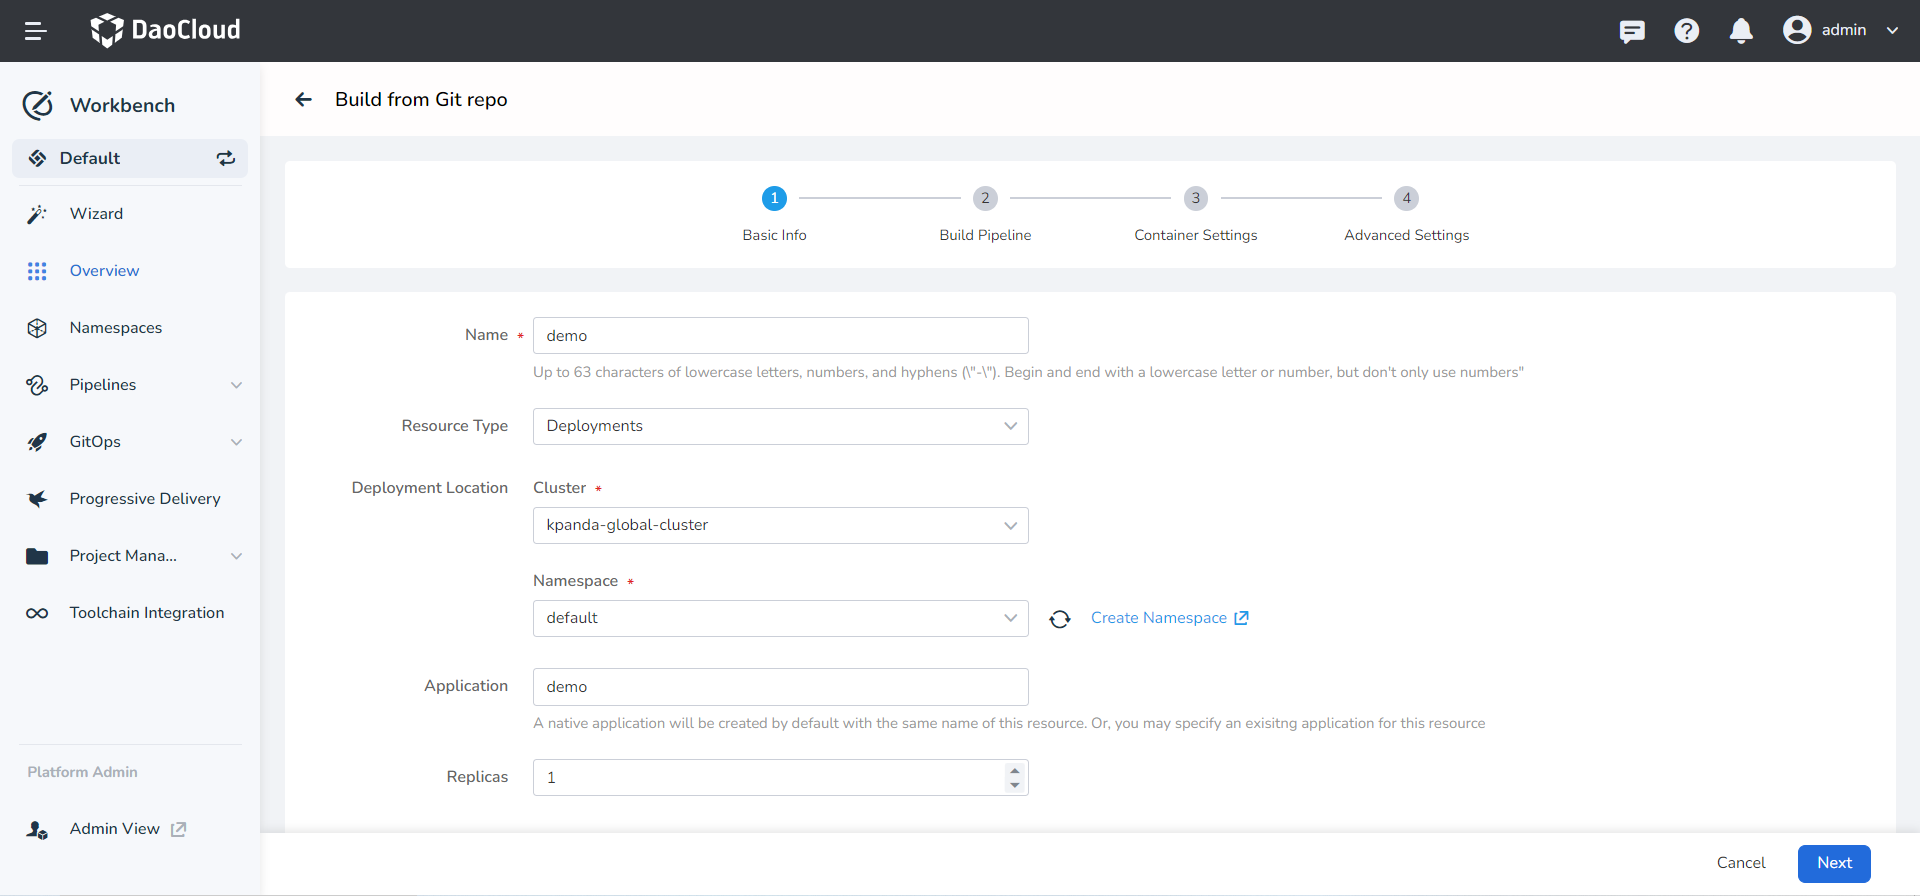 DaoCloud
admin
Workbench
Default
Wizard
Overview
Namespaces
Pipelines
GitOps
Progressive Delivery
Project Mana...
Toolchain Integration
Platform Admin
Admin View
Build from Git repo
1 2 3 4
Basic Info Build Pipeline Container Settings Advanced Settings
Name * demo
Up to 63 characters of lowercase letters, numbers, and hyphens (\"-\"). Begin and end with a lowercase letter or number, but don't only use numbers"
Resource Type Deployments
Deployment Location Cluster *
kpanda-global-cluster
Namespace *
default Create Namespace
Application demo
A native application will be created by default with the same name of this resource. Or, you may specify an exisitng application for this resource
Replicas 1
Cancel Next